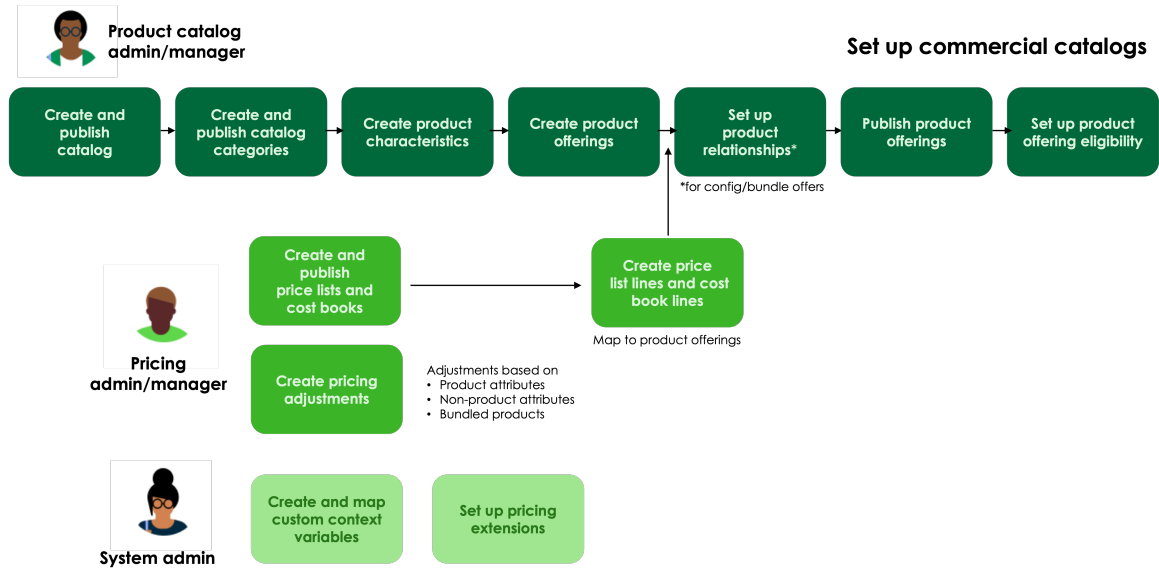 Product catalog
admin/manager
Set up commercial catalogs
Create and
publish
catalog
Create and
publish catalog
categories
Create product
characteristics
Create product
offerings
Set up
product
relationships*
Publish product
offerings
Set up product
offering eligibility
*for config/bundle offers
Create and
publish
price lists and
cost books
Create price
list lines and cost
book lines
Map to product offerings
Pricing
admin/manager
Create pricing
adjustments
Adjustments based on
• Product attributes
• Non-product attributes
• Bundled products
System admin
Create and map
custom context
variables
Set up pricing
extensions